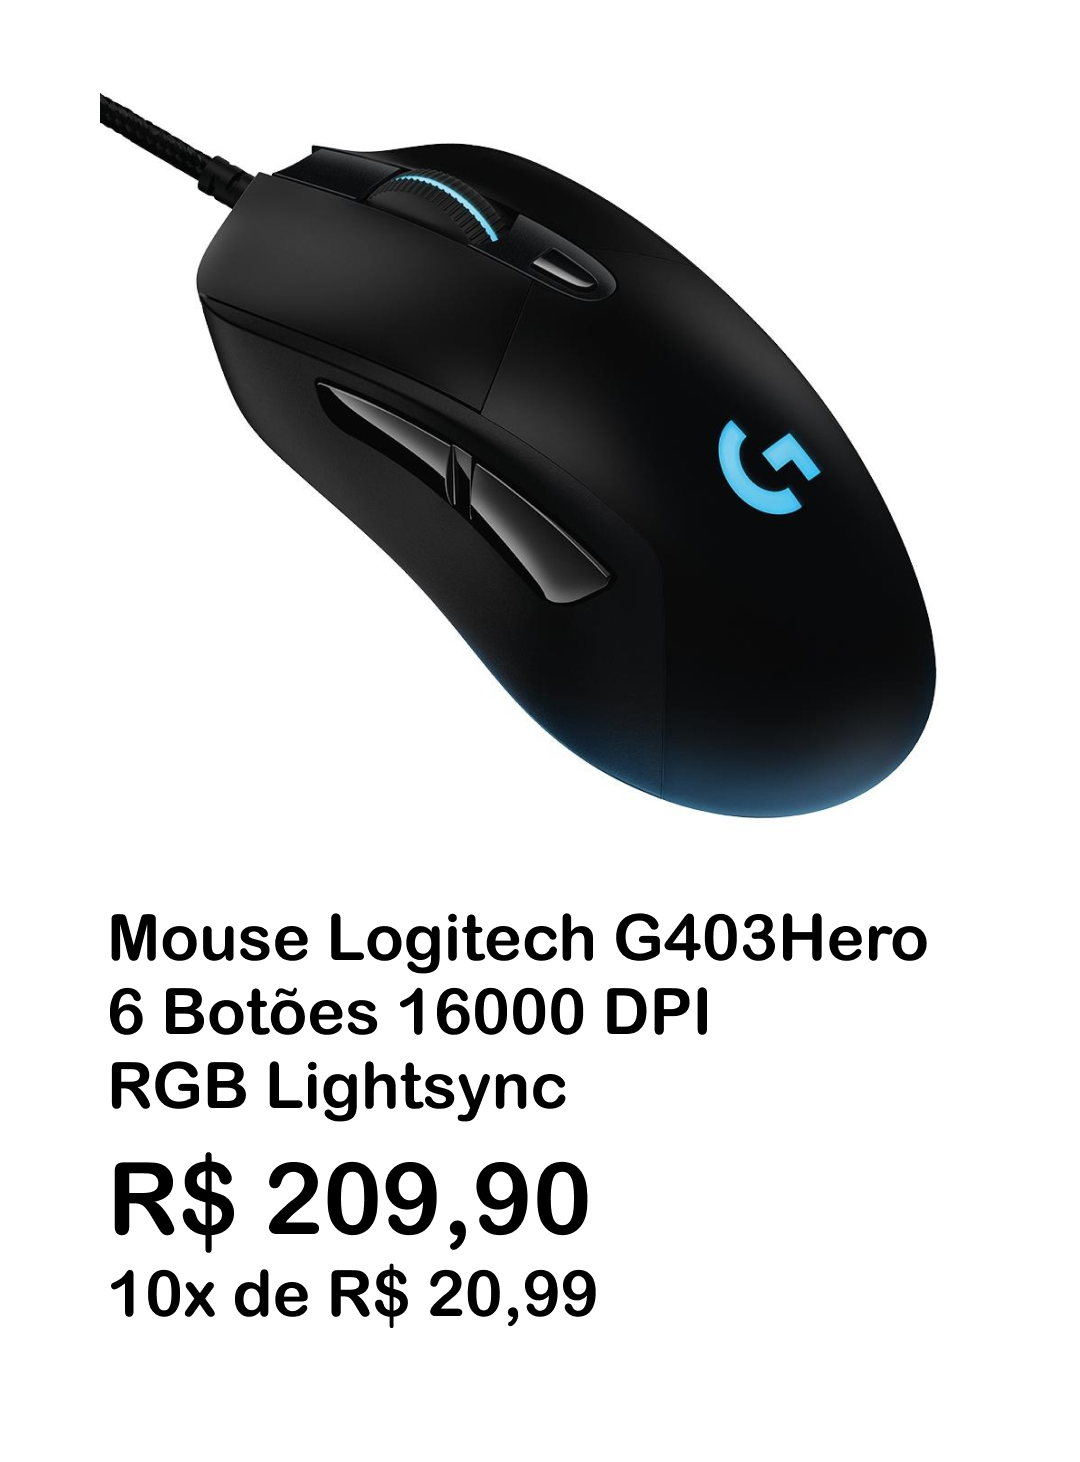 Mouse Logitech G403Hero
6 Botões 16000 DPI
RGB Lightsync
R$ 209,90
10x de R$ 20,99